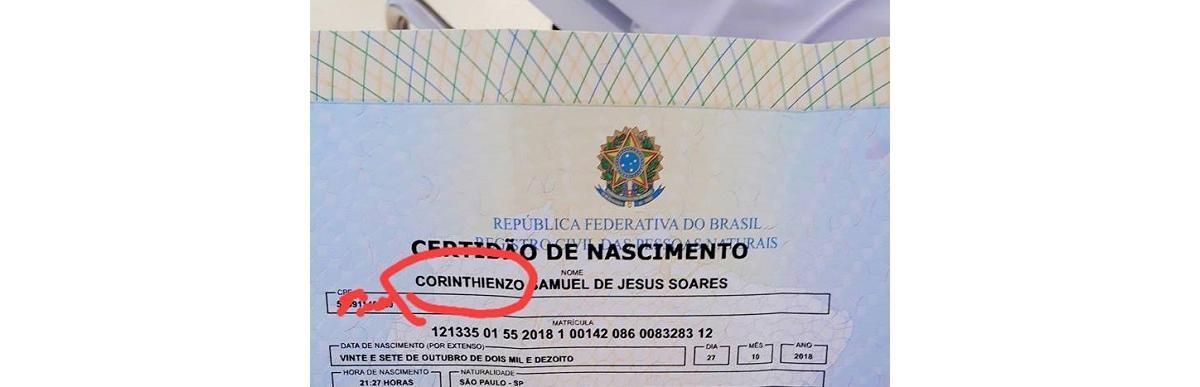 REPÚBLICA FEDERATIVA DO BRASIL
REGISTRO CIVIL DAS PESSOAS NATURAIS
CERTIDÃO DE NASCIMENTO
NOME
CORINTHIENZO SAMUEL DE JESUS SOARES
CPF
MATRÍCULA
121335 01 55 2018 1 00142 086 0083283 12
DATA DE NASCIMENTO (POR EXTENSO) DIA MÊS ANO
VINTE E SETE DE OUTUBRO DE DOIS MIL E DEZOITO 27 10 2018
HORA DE NASCIMENTO NATURALIDADE
21:27 HORAS SÃO PAULO - SP